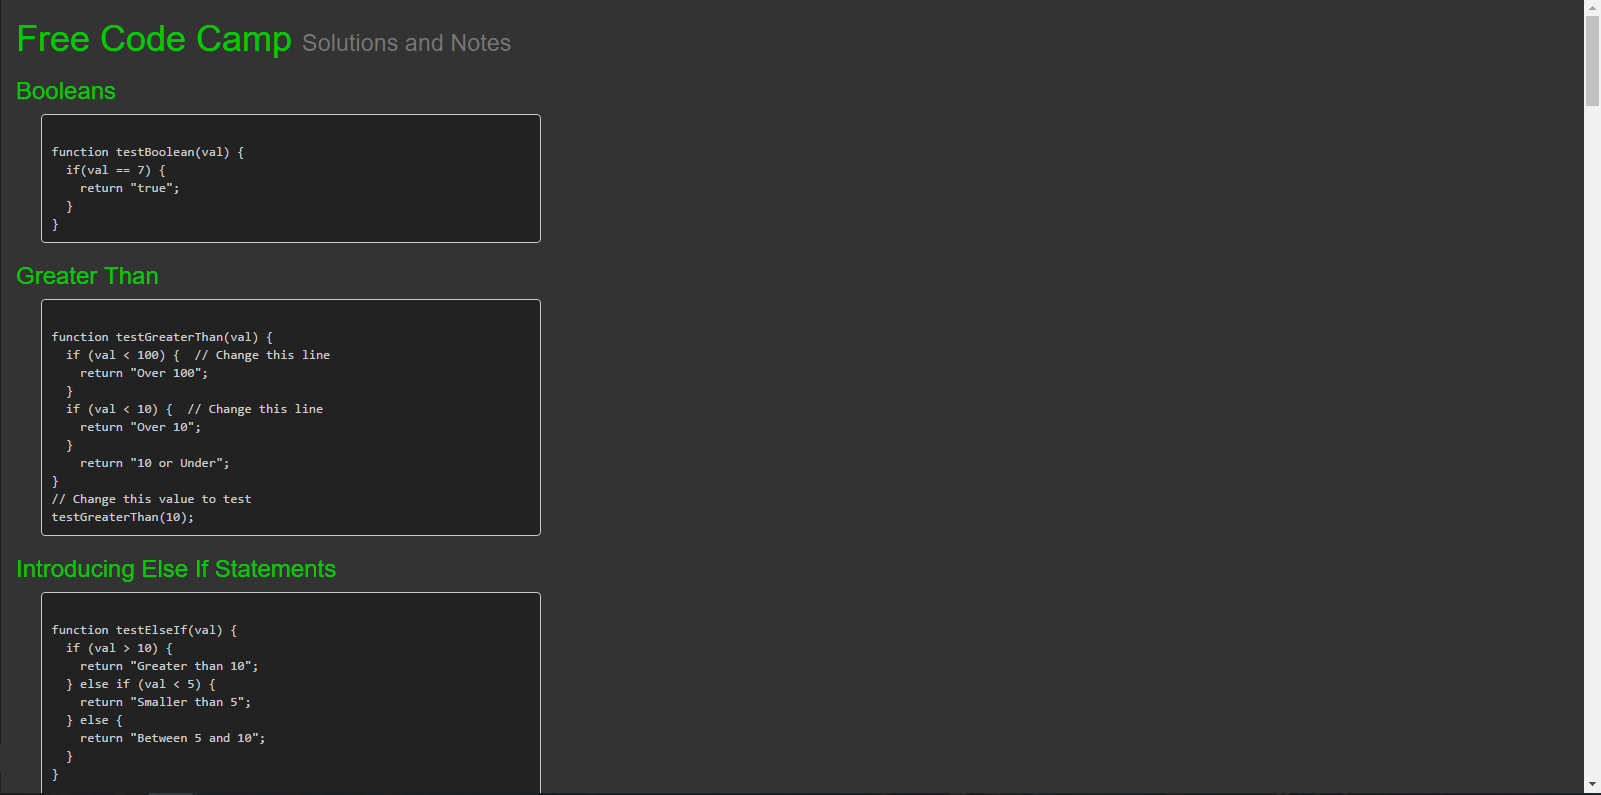 Free Code Camp Solutions and Notes
Booleans
function testBoolean(val) {
  if(val == 7) {
    return "true";
  }
}
Greater Than
function testGreaterThan(val) {
  if (val < 100) {  // Change this line
    return "Over 100";
  }
  if (val < 10) {  // Change this line
    return "Over 10";
  }
    return "10 or Under";
}
// Change this value to test
testGreaterThan(10);
Introducing Else If Statements
function testElseIf(val) {
  if (val > 10) {
    return "Greater than 10";
  } else if (val < 5) {
    return "Smaller than 5";
  } else {
    return "Between 5 and 10";
  }
}